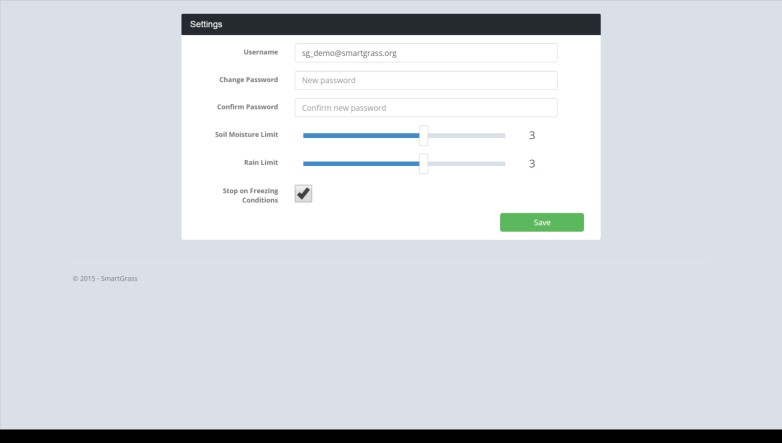 Settings
Username
sg_demo@smartgrass.org
Change Password
New password
Confirm Password
Confirm new password
Soil Moisture Limit
3
Rain Limit
3
Stop on Freezing
Conditions
Save
© 2015 - SmartGrass